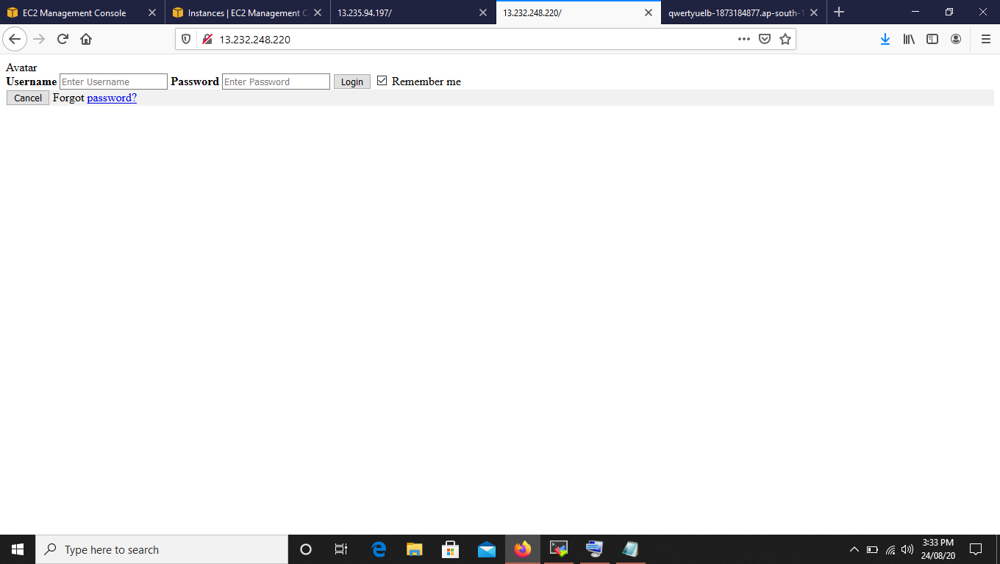 EC2 Management Console
Instances | EC2 Management C
13.235.94.197/
13.232.248.220/
qwertyuelb-1873184877.ap-south-1
13.232.248.220
Avatar
Username Enter Username Password Enter Password Login Remember me
Cancel Forgot password?
Type here to search
3:33 PM
24/08/20